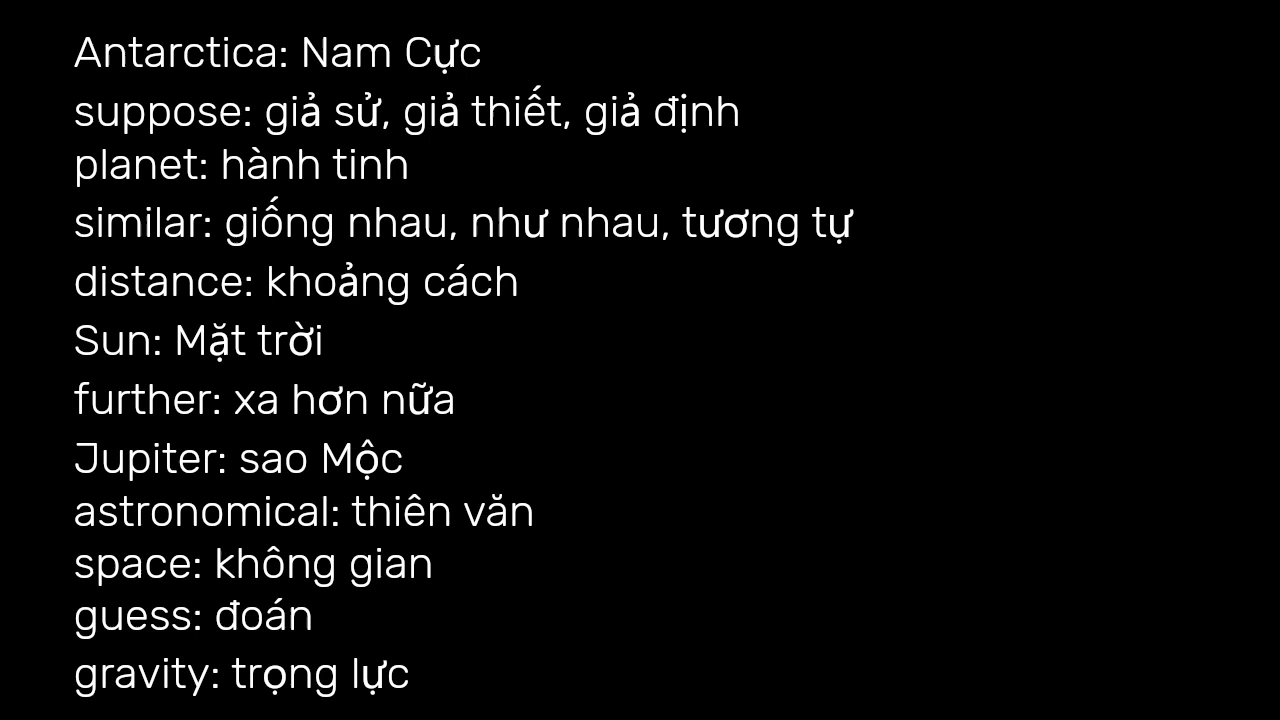 Antarctica: Nam Cực
suppose: giả sử, giả thiết, giả định
planet: hành tinh
similar: giống nhau, như nhau, tương tự
distance: khoảng cách
Sun: Mặt trời
further: xa hơn nữa
Jupiter: sao Mộc
astronomical: thiên văn
space: không gian
guess: đoán
gravity: trọng lực